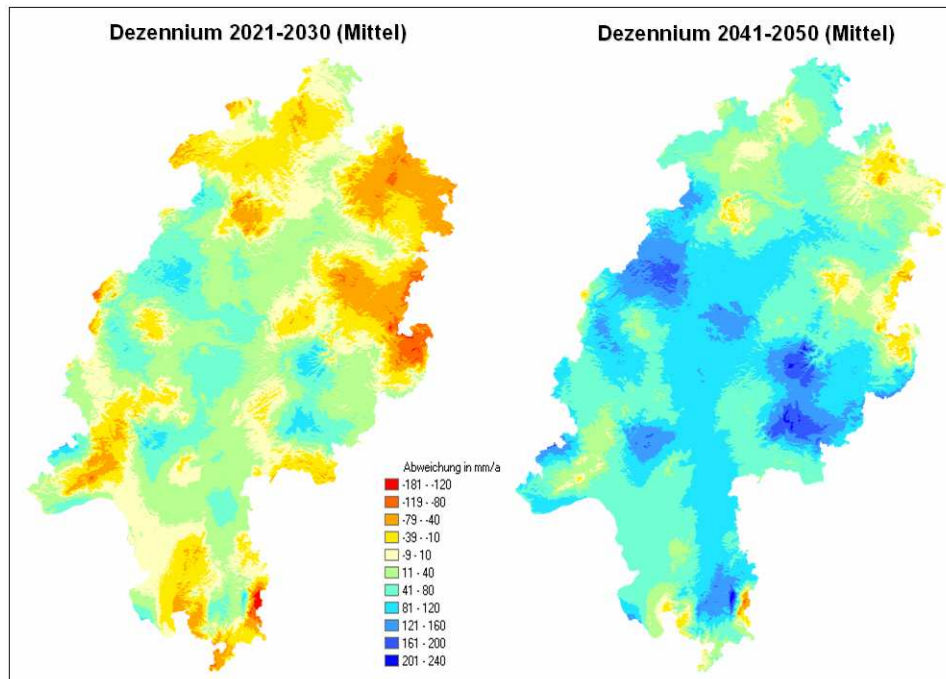 Dezennium 2021-2030 (Mittel)
Dezennium 2041-2050 (Mittel)
Abweichung in mm/a
-181 - -120
-119 - -80
-79 - -40
-39 - -10
-9 - 10
11 - 40
41 - 80
81 - 120
121 - 160
161 - 200
201 - 240